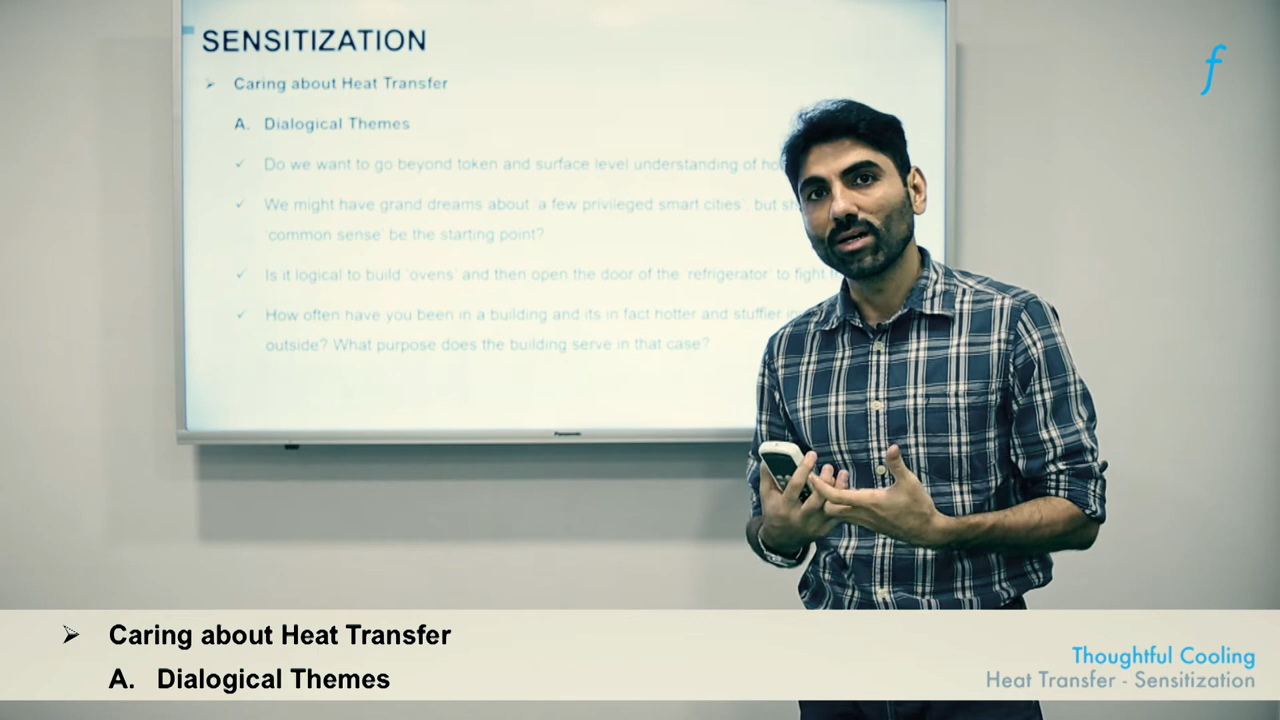 SENSITIZATION
Caring about Heat Transfer
A. Dialogical Themes
Do we want to go beyond token and surface level understanding of
We might have grand dreams about 'a few privileged smart cities', but
'common sense' be the starting point?
Is it logical to build 'ovens' and then open the door of the 'refrigerator' to fight
How often have you been in a building and its in fact hotter and stuffier
outside? What purpose does the building serve in that case?
Panasonic
f
Caring about Heat Transfer
A. Dialogical Themes
Thoughtful Cooling
Heat Transfer - Sensitization